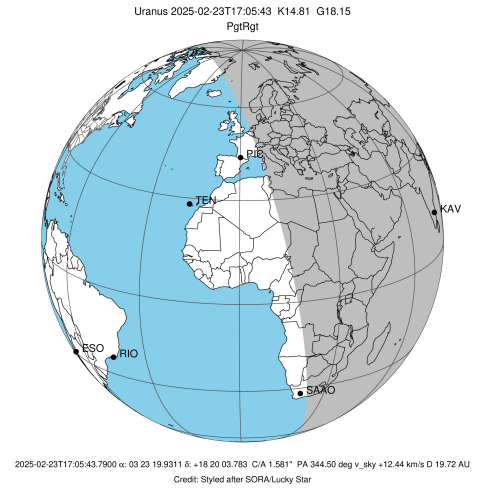 Uranus 2025-02-23T17:05:43 K14.81 G18.15
PgtRgt
PIC
TEN
KAV
ESO
RIO
SAAO
2025-02-23T17:05:43.7900 α: 03 23 19.9311 δ: +18 20 03.783 C/A 1.581" PA 344.50 deg v_sky +12.44 km/s D 19.72 AU
Credit: Styled after SORA/Lucky Star